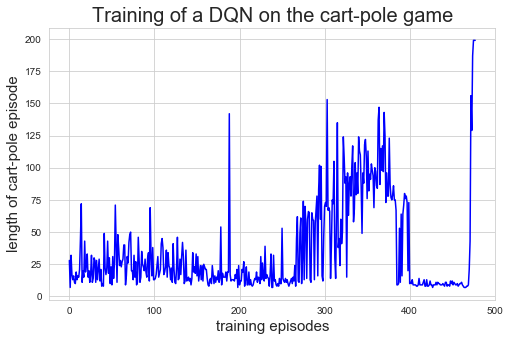 Training of a DQN on the cart-pole game
length of cart-pole episode
200
175
150
125
100
75
50
25
0
0 100 200 300 400 500
training episodes